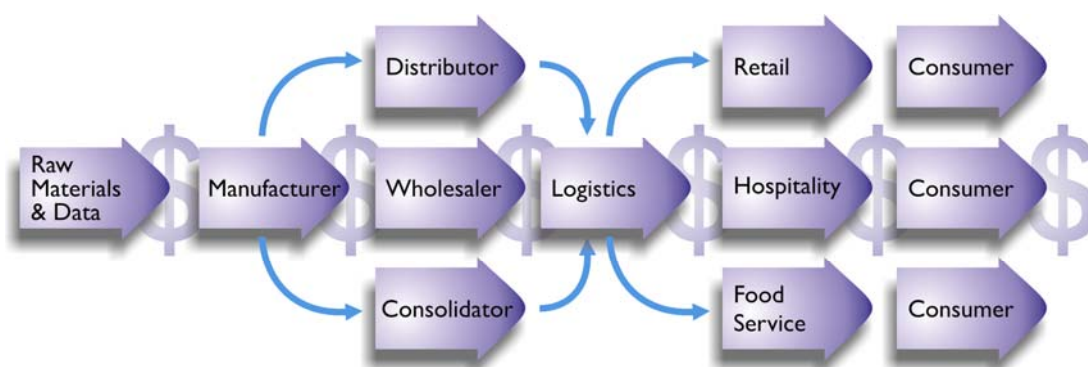 Distributor
Retail
Consumer
Raw
Materials
& Data
$
Manufacturer
$
Wholesaler
$
Logistics
$
Hospitality
$
Consumer
$
Consolidator
Food
Service
Consumer